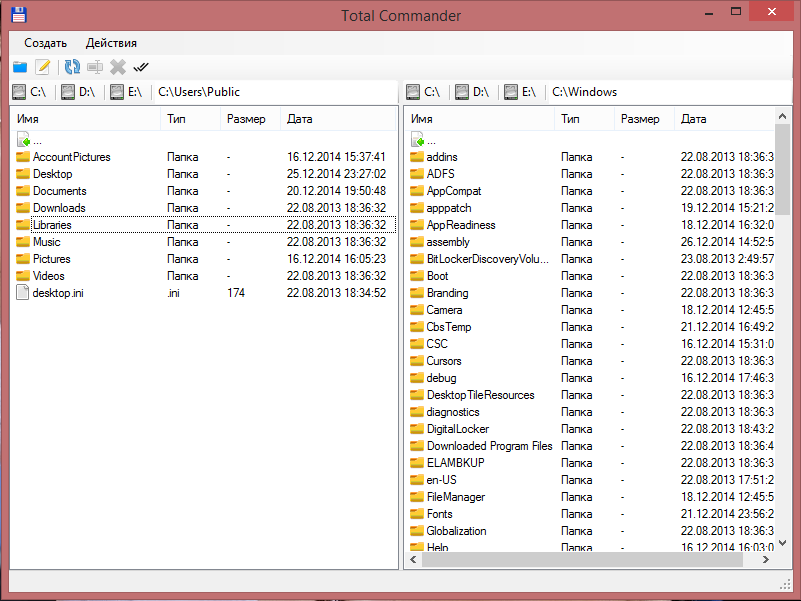 Total Commander
Создать Действия
C:\ D:\ E:\ C:\Users\Public
Имя Тип Размер Дата
...
AccountPictures Папка - 16.12.2014 15:37:41
Desktop Папка - 25.12.2014 23:27:02
Documents Папка - 20.12.2014 19:50:48
Downloads Папка - 22.08.2013 18:36:32
Libraries Папка - 22.08.2013 18:36:32
Music Папка - 22.08.2013 18:36:32
Pictures Папка - 16.12.2014 16:05:23
Videos Папка - 22.08.2013 18:36:32
desktop.ini .ini 174 22.08.2013 18:34:52
C:\ D:\ E:\ C:\Windows
Имя Тип Размер Дата
...
addins Папка - 22.08.2013 18:36:3
ADFS Папка - 22.08.2013 18:36:3
AppCompat Папка - 22.08.2013 18:36:3
apppatch Папка - 19.12.2014 15:21:2
AppReadiness Папка - 18.12.2014 16:32:0
assembly Папка - 26.12.2014 14:52:5
BitLockerDiscoveryVolu... Папка - 23.08.2013 2:49:57
Boot Папка - 22.08.2013 18:36:3
Branding Папка - 22.08.2013 18:36:3
Camera Папка - 18.12.2014 12:45:5
CbsTemp Папка - 21.12.2014 16:49:2
CSC Папка - 16.12.2014 15:31:0
Cursors Папка - 22.08.2013 18:36:3
debug Папка - 16.12.2014 17:46:3
DesktopTileResources Папка - 22.08.2013 18:36:3
diagnostics Папка - 22.08.2013 18:36:3
DigitalLocker Папка - 22.08.2013 18:43:2
Downloaded Program Files Папка - 22.08.2013 18:36:4
ELAMBKUP Папка - 22.08.2013 18:36:3
en-US Папка - 22.08.2013 17:51:2
FileManager Папка - 18.12.2014 12:45:5
Fonts Папка - 21.12.2014 23:56:2
Globalization Папка - 22.08.2013 18:36:3
Help Папка - 16.12.2014 16:03:0